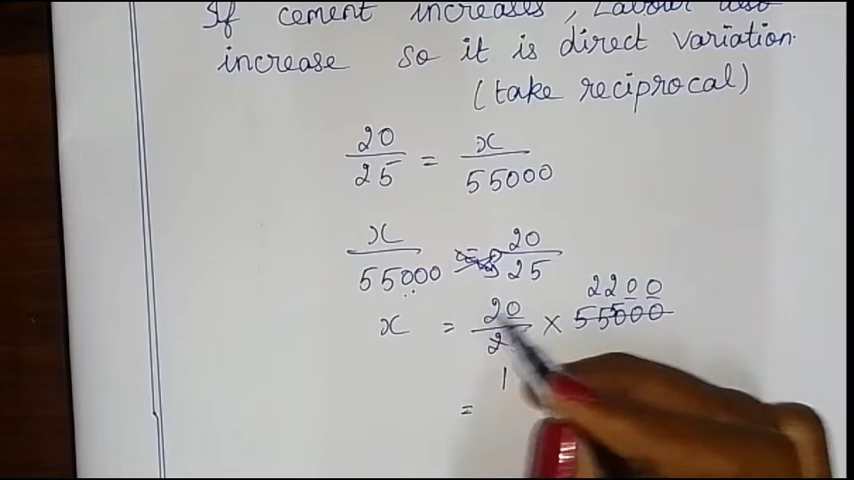 If cement increases, Labour also
increase so it is direct variation.
(take reciprocal)
20/25 = x/55000
x/55000 = 20/25
2200
x = 20/25 × 55000
1
=